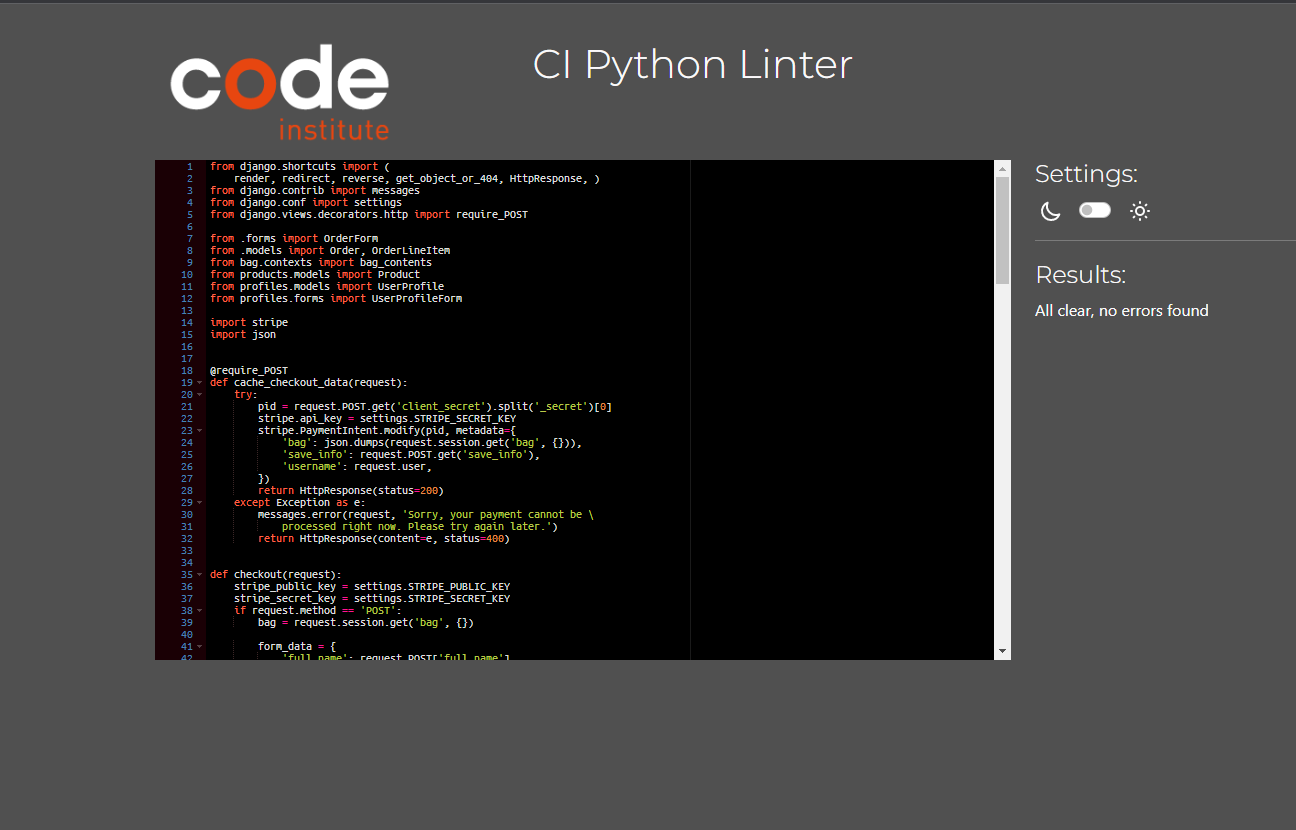 code
institute
CI Python Linter
1 from django.shortcuts import (
2     render, redirect, reverse, get_object_or_404, HttpResponse, )
3 from django.contrib import messages
4 from django.conf import settings
5 from django.views.decorators.http import require_POST
6
7 from .forms import OrderForm
8 from .models import Order, OrderLineItem
9 from bag.contexts import bag_contents
10 from products.models import Product
11 from profiles.models import UserProfile
12 from profiles.forms import UserProfileForm
13
14 import stripe
15 import json
16
17
18 @require_POST
19 def cache_checkout_data(request):
20     try:
21         pid = request.POST.get('client_secret').split('_secret')[0]
22         stripe.api_key = settings.STRIPE_SECRET_KEY
23         stripe.PaymentIntent.modify(pid, metadata={
24             'bag': json.dumps(request.session.get('bag', {})),
25             'save_info': request.POST.get('save_info'),
26             'username': request.user,
27         })
28         return HttpResponse(status=200)
29     except Exception as e:
30         messages.error(request, 'Sorry, your payment cannot be \
31             processed right now. Please try again later.')
32         return HttpResponse(content=e, status=400)
33
34
35 def checkout(request):
36     stripe_public_key = settings.STRIPE_PUBLIC_KEY
37     stripe_secret_key = settings.STRIPE_SECRET_KEY
38     if request.method == 'POST':
39         bag = request.session.get('bag', {})
40
41         form_data = {
42             'full_name': request.POST['full_name'],
Settings:
Results:
All clear, no errors found